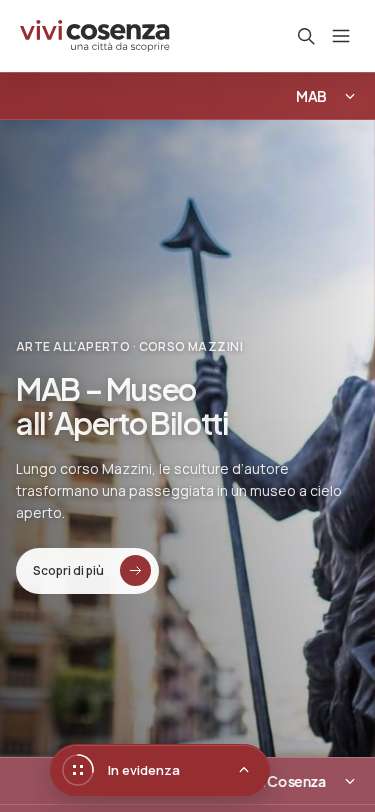 vivicosenza
una città da scoprire
MAB
ARTE ALL'APERTO · CORSO MAZZINI
MAB – Museo
all’Aperto Bilotti
Lungo corso Mazzini, le sculture d’autore
trasformano una passeggiata in un museo a cielo
aperto.
Scopri di più
In evidenza
Cosenza